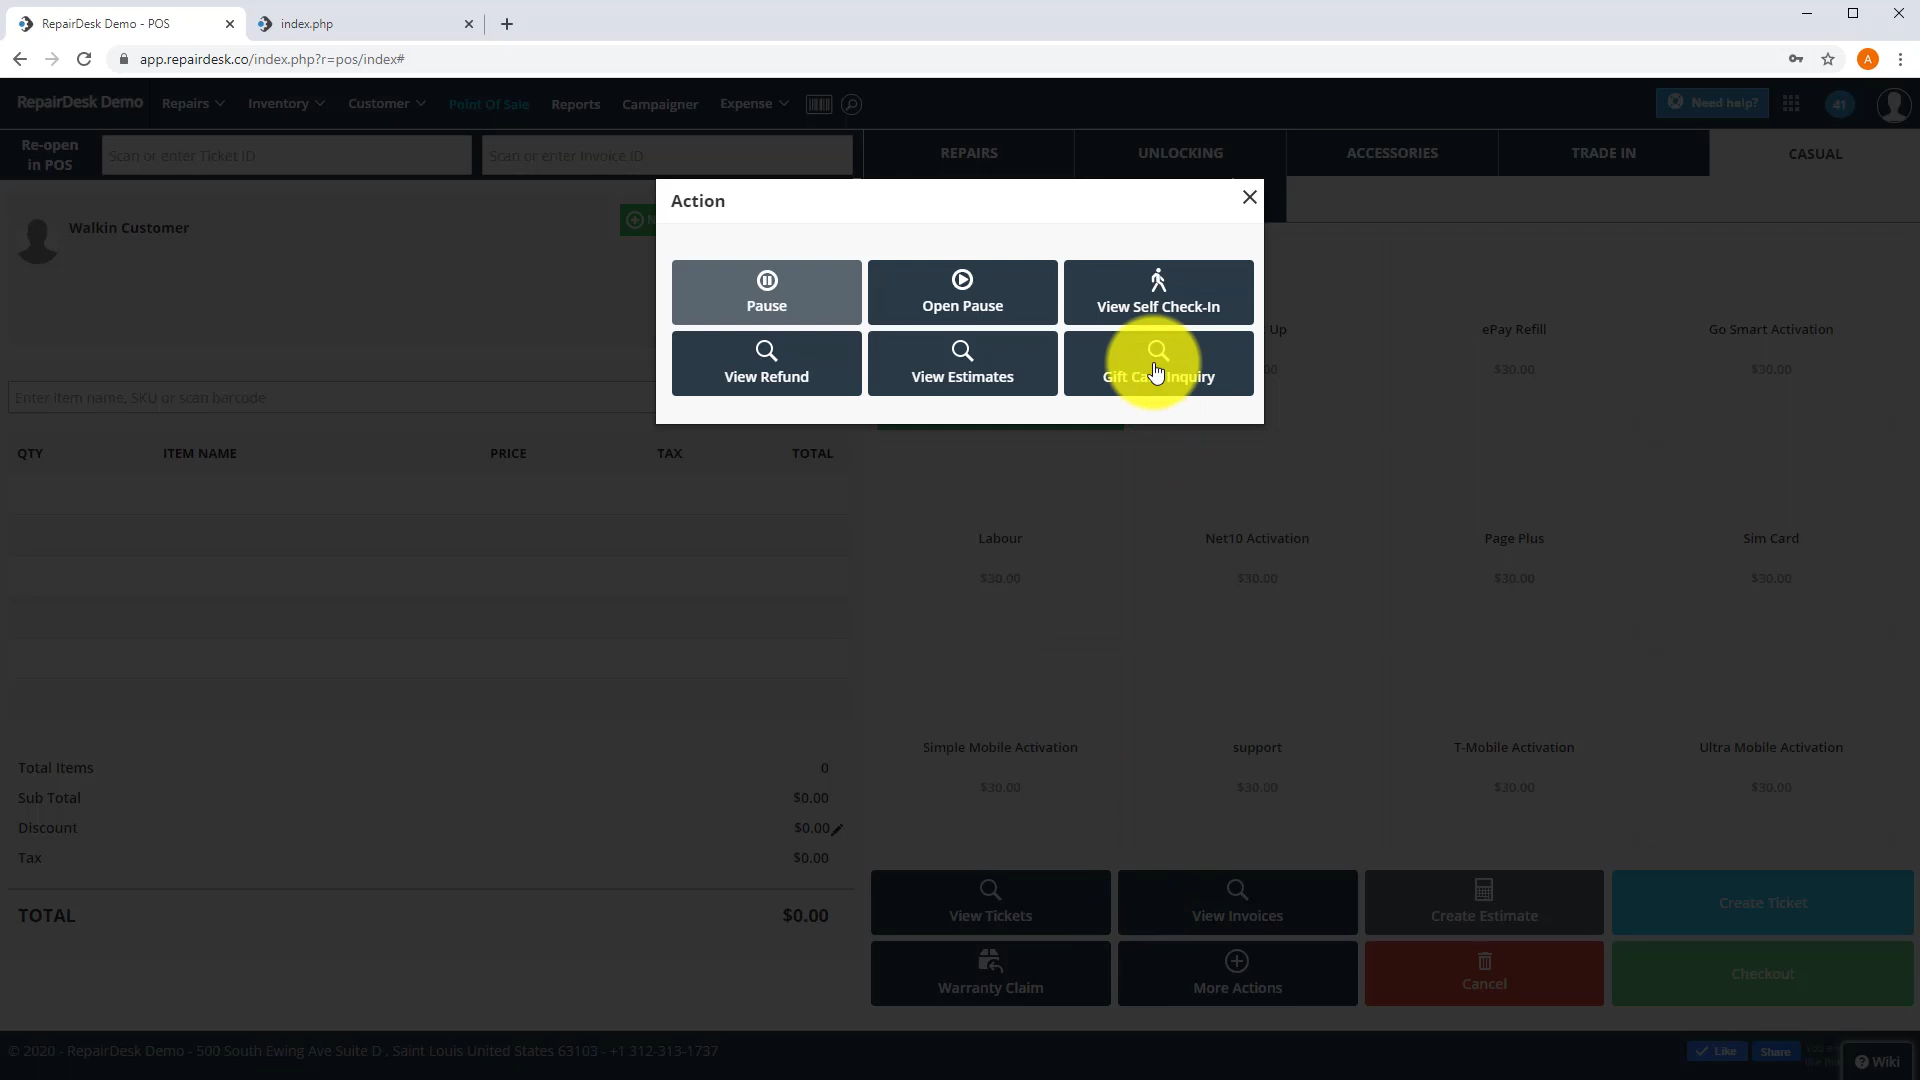 RepairDesk Demo - POS
index.php
app.repairdesk.co/index.php?r=pos/index#
A
RepairDesk Demo
Repairs
Inventory
Customer
Point Of Sale
Reports
Campaigner
Expense
Need help?
41
Re-open
in POS
Scan or enter Ticket ID
Scan or enter Invoice ID
REPAIRS
UNLOCKING
ACCESSORIES
TRADE IN
CASUAL
Action
Walkin Customer
Pause
Open Pause
View Self Check-In
View Refund
View Estimates
Gift Card Inquiry
Up
ePay Refill
Go Smart Activation
$30.00
$30.00
Enter item name, SKU or scan barcode
QTY
ITEM NAME
PRICE
TAX
TOTAL
Labour
Net10 Activation
Page Plus
Sim Card
$30.00
$30.00
$30.00
$30.00
Simple Mobile Activation
support
T-Mobile Activation
Ultra Mobile Activation
$30.00
$30.00
$30.00
$30.00
Total Items 0
Sub Total $0.00
Discount $0.00
Tax $0.00
TOTAL $0.00
View Tickets
View Invoices
Create Estimate
Create Ticket
Warranty Claim
More Actions
Cancel
Checkout
© 2020 - RepairDesk Demo - 500 South Ewing Ave Suite D , Saint Louis United States 63103 - +1 312-313-1737
Like
Share
Wiki